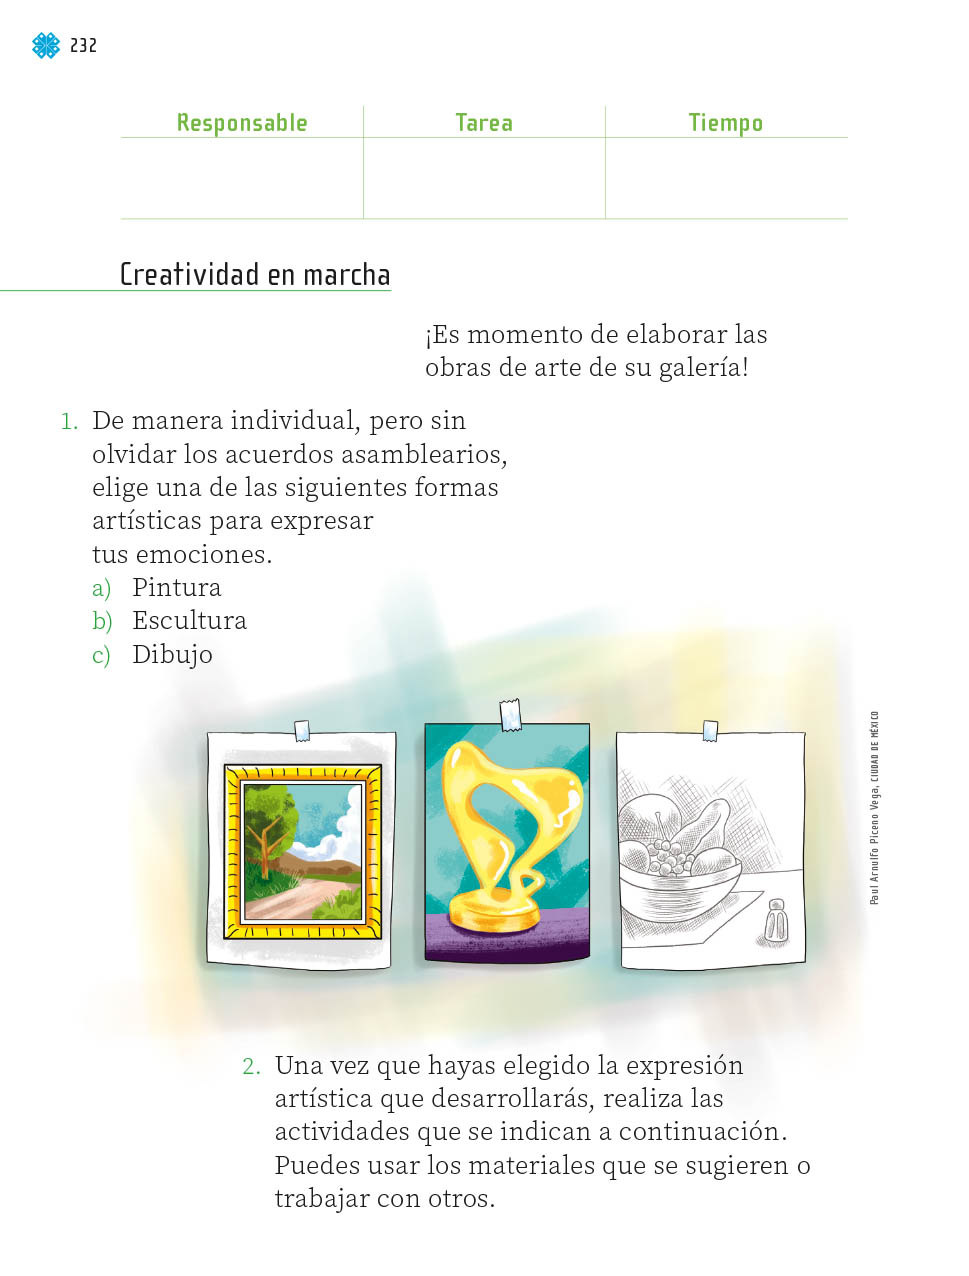 232
Responsable Tarea Tiempo
Creatividad en marcha
¡Es momento de elaborar las
obras de arte de su galería!
1. De manera individual, pero sin
olvidar los acuerdos asamblearios,
elige una de las siguientes formas
artísticas para expresar
tus emociones.
a) Pintura
b) Escultura
c) Dibujo
Paul Arnulfo Piceno Vega, CIUDAD DE MÉXICO
2. Una vez que hayas elegido la expresión
artística que desarrollarás, realiza las
actividades que se indican a continuación.
Puedes usar los materiales que se sugieren o
trabajar con otros.